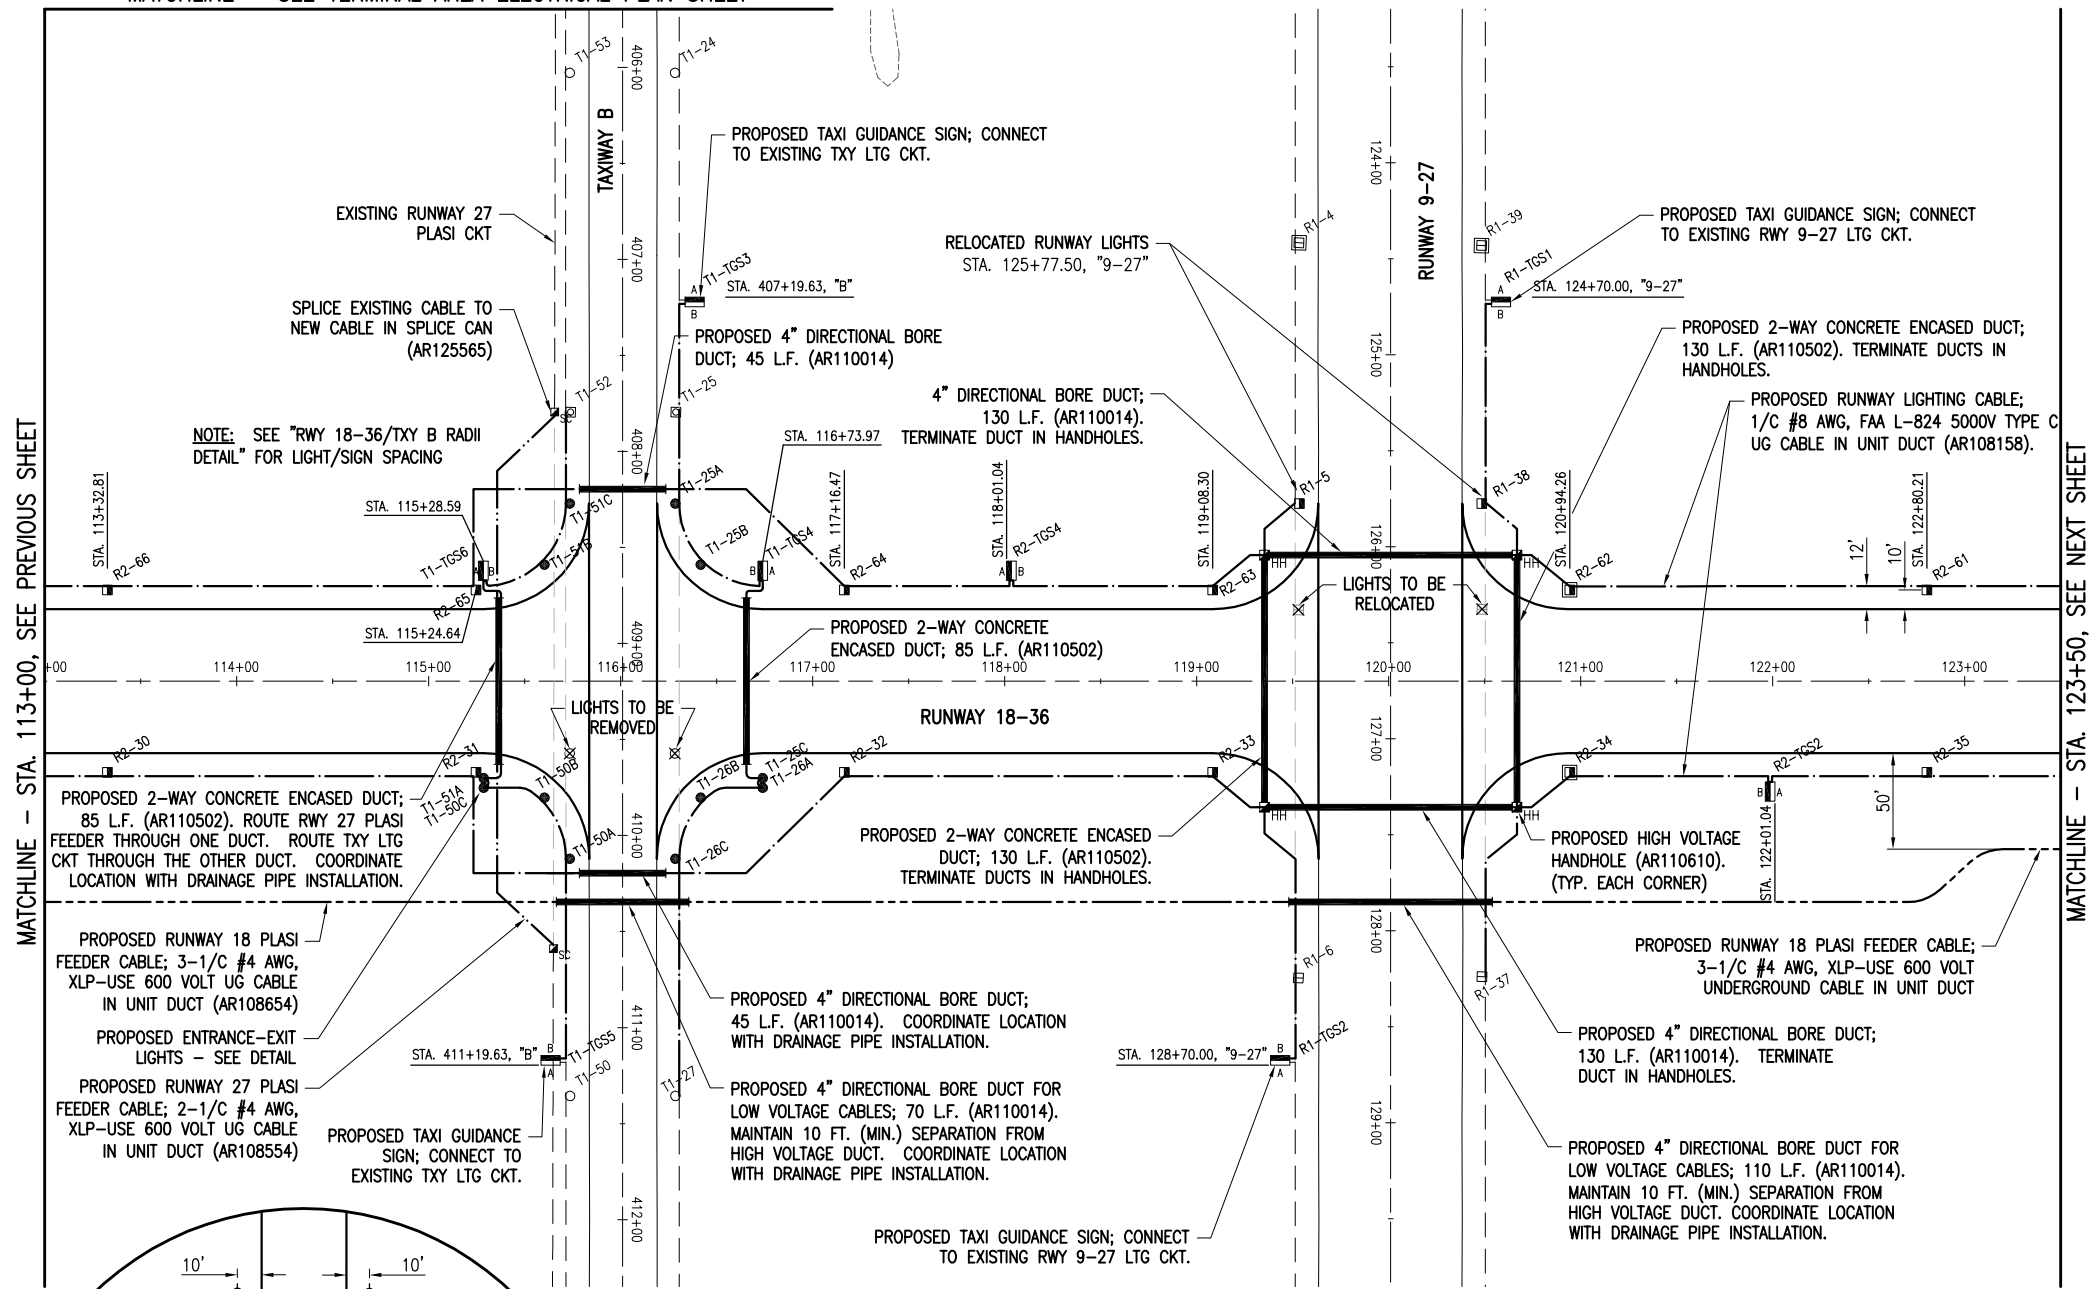 MATCHLINE - SEE TERMINAL AREA ELECTRICAL PLAN SHEET
MATCHLINE – STA. 113+00, SEE PREVIOUS SHEET
MATCHLINE – STA. 123+50, SEE NEXT SHEET
T1-53
T1-24
406+00
TAXIWAY B
PROPOSED TAXI GUIDANCE SIGN; CONNECT
TO EXISTING TXY LTG CKT.
EXISTING RUNWAY 27
PLASI CKT
407+00
T1-TGS3
A
B
STA. 407+19.63, "B"
SPLICE EXISTING CABLE TO
NEW CABLE IN SPLICE CAN
(AR125565)
PROPOSED 4" DIRECTIONAL BORE
DUCT; 45 L.F. (AR110014)
T1-52
SC
T1-25
NOTE: SEE "RWY 18-36/TXY B RADII
DETAIL" FOR LIGHT/SIGN SPACING
408+00
124+00
RUNWAY 9-27
R1-4
R1-39
RELOCATED RUNWAY LIGHTS
STA. 125+77.50, "9-27"
PROPOSED TAXI GUIDANCE SIGN; CONNECT
TO EXISTING RWY 9-27 LTG CKT.
R1-TGS1
A
B
STA. 124+70.00, "9-27"
125+00
PROPOSED 2-WAY CONCRETE ENCASED DUCT;
130 L.F. (AR110502). TERMINATE DUCTS IN
HANDHOLES.
4" DIRECTIONAL BORE DUCT;
130 L.F. (AR110014).
TERMINATE DUCT IN HANDHOLES.
PROPOSED RUNWAY LIGHTING CABLE;
1/C #8 AWG, FAA L-824 5000V TYPE C
UG CABLE IN UNIT DUCT (AR108158).
STA. 116+73.97
STA. 113+32.81
STA. 115+28.59
T1-51C
T1-25A
T1-51B
T1-25B
T1-TGS6
A B
T1-TGS4
B A
STA. 117+16.47
STA. 118+01.04
R2-TGS4
B A
STA. 119+08.30
R1-5
R1-38
STA. 120+94.26
STA. 122+80.21
R2-66
R2-65
R2-64
R2-63
R2-62
R2-61
126+00
HH
HH
12'
10'
LIGHTS TO BE
RELOCATED
STA. 115+24.64
PROPOSED 2-WAY CONCRETE
ENCASED DUCT; 85 L.F. (AR110502)
409+00
+00
114+00
115+00
116+00
117+00
118+00
119+00
120+00
121+00
122+00
123+00
LIGHTS TO BE
REMOVED
RUNWAY 18-36
127+00
R2-30
R2-31
R2-32
R2-33
R2-34
R2-35
T1-51A
T1-50C
T1-50B
T1-26B
T1-25C
T1-26A
R2-TGS2
B A
STA. 122+01.04
50'
PROPOSED 2-WAY CONCRETE ENCASED DUCT;
85 L.F. (AR110502). ROUTE RWY 27 PLASI
FEEDER THROUGH ONE DUCT. ROUTE TXY LTG
CKT THROUGH THE OTHER DUCT. COORDINATE
LOCATION WITH DRAINAGE PIPE INSTALLATION.
T1-50A
410+00
T1-26C
HH
HH
PROPOSED 2-WAY CONCRETE ENCASED
DUCT; 130 L.F. (AR110502).
TERMINATE DUCTS IN HANDHOLES.
PROPOSED HIGH VOLTAGE
HANDHOLE (AR110610).
(TYP. EACH CORNER)
PROPOSED RUNWAY 18 PLASI
FEEDER CABLE; 3-1/C #4 AWG,
XLP-USE 600 VOLT UG CABLE
IN UNIT DUCT (AR108654)
SC
128+00
R1-6
R1-37
PROPOSED RUNWAY 18 PLASI FEEDER CABLE;
3-1/C #4 AWG, XLP-USE 600 VOLT
UNDERGROUND CABLE IN UNIT DUCT
PROPOSED 4" DIRECTIONAL BORE DUCT;
45 L.F. (AR110014). COORDINATE LOCATION
WITH DRAINAGE PIPE INSTALLATION.
PROPOSED ENTRANCE-EXIT
LIGHTS – SEE DETAIL
411+00
STA. 411+19.63, "B"
B
A
T1-TGS5
T1-50
T1-27
STA. 128+70.00, "9-27"
B
A
R1-TGS2
PROPOSED 4" DIRECTIONAL BORE DUCT;
130 L.F. (AR110014). TERMINATE
DUCT IN HANDHOLES.
PROPOSED RUNWAY 27 PLASI
FEEDER CABLE; 2-1/C #4 AWG,
XLP-USE 600 VOLT UG CABLE
IN UNIT DUCT (AR108554)
PROPOSED 4" DIRECTIONAL BORE DUCT FOR
LOW VOLTAGE CABLES; 70 L.F. (AR110014).
MAINTAIN 10 FT. (MIN.) SEPARATION FROM
HIGH VOLTAGE DUCT. COORDINATE LOCATION
WITH DRAINAGE PIPE INSTALLATION.
129+00
PROPOSED TAXI GUIDANCE
SIGN; CONNECT TO
EXISTING TXY LTG CKT.
PROPOSED 4" DIRECTIONAL BORE DUCT FOR
LOW VOLTAGE CABLES; 110 L.F. (AR110014).
MAINTAIN 10 FT. (MIN.) SEPARATION FROM
HIGH VOLTAGE DUCT. COORDINATE LOCATION
WITH DRAINAGE PIPE INSTALLATION.
412+00
PROPOSED TAXI GUIDANCE SIGN; CONNECT
TO EXISTING RWY 9-27 LTG CKT.
10'
10'